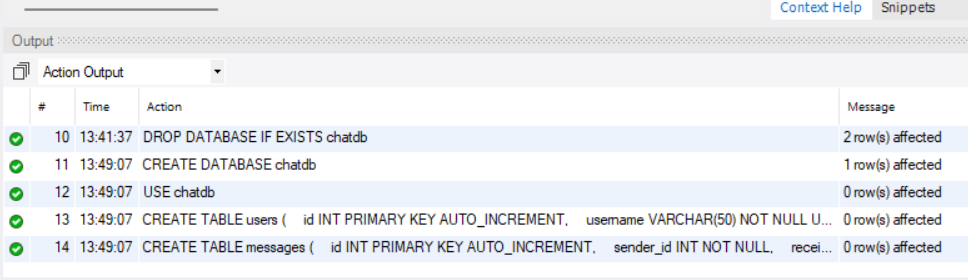 Context Help Snippets
Output
Action Output
# Time Action Message
10 13:41:37 DROP DATABASE IF EXISTS chatdb 2 row(s) affected
11 13:49:07 CREATE DATABASE chatdb 1 row(s) affected
12 13:49:07 USE chatdb 0 row(s) affected
13 13:49:07 CREATE TABLE users ( id INT PRIMARY KEY AUTO_INCREMENT, username VARCHAR(50) NOT NULL U... 0 row(s) affected
14 13:49:07 CREATE TABLE messages ( id INT PRIMARY KEY AUTO_INCREMENT, sender_id INT NOT NULL, recei... 0 row(s) affected